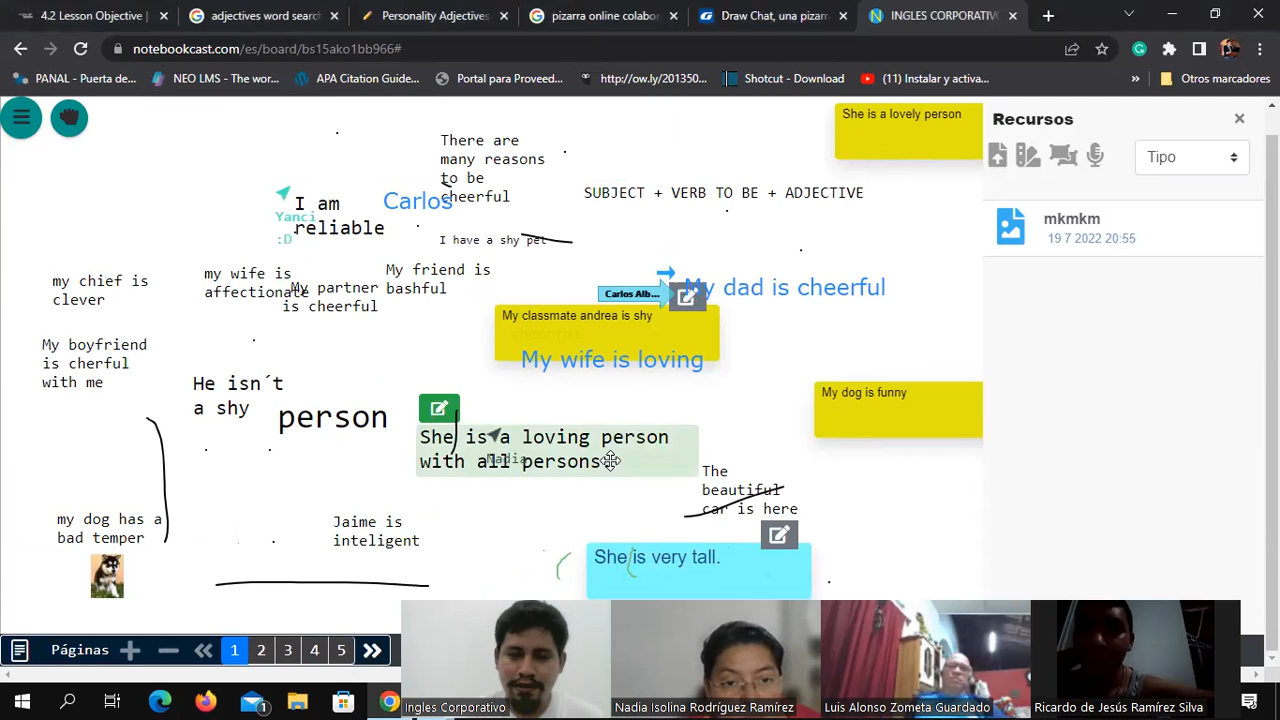 4.2 Lesson Objective
adjectives word search
Personality Adjectives
pizarra online colabo
Draw Chat, una pizarr
INGLES CORPORATIVO
notebookcast.com/es/board/bs15ako1bb966#
PANAL - Puerta de...
NEO LMS - The wor...
APA Citation Guide...
Portal para Proveed...
http://ow.ly/201350...
Shotcut - Download
(11) Instalar y activa...
Otros marcadores
Recursos
Tipo
mkmkm
19 7 2022 20:55
She is a lovely person
There are
many reasons
to be
cheerful
SUBJECT + VERB TO BE + ADJECTIVE
I am
reliable
Carlos
Yanci
:D
I have a shy pet
my chief is
clever
my wife is
affectionate
My partner
is cheerful
My friend is
bashful
Carlos Alb...
My dad is cheerful
My classmate andrea is shy
cheerful
My wife is loving
My boyfriend
is cherful
with me
He isn´t
a shy
person
My dog is funny
She is a loving person
with all persons
Nadia
The
beautiful
car is here
my dog has a
bad temper
Jaime is
inteligent
She is very tall.
Páginas
1
2
3
4
5
Ingles Corporativo
Nadia Isolina Rodríguez Ramírez
Luis Alonso Zometa Guardado
Ricardo de Jesús Ramírez Silva
1